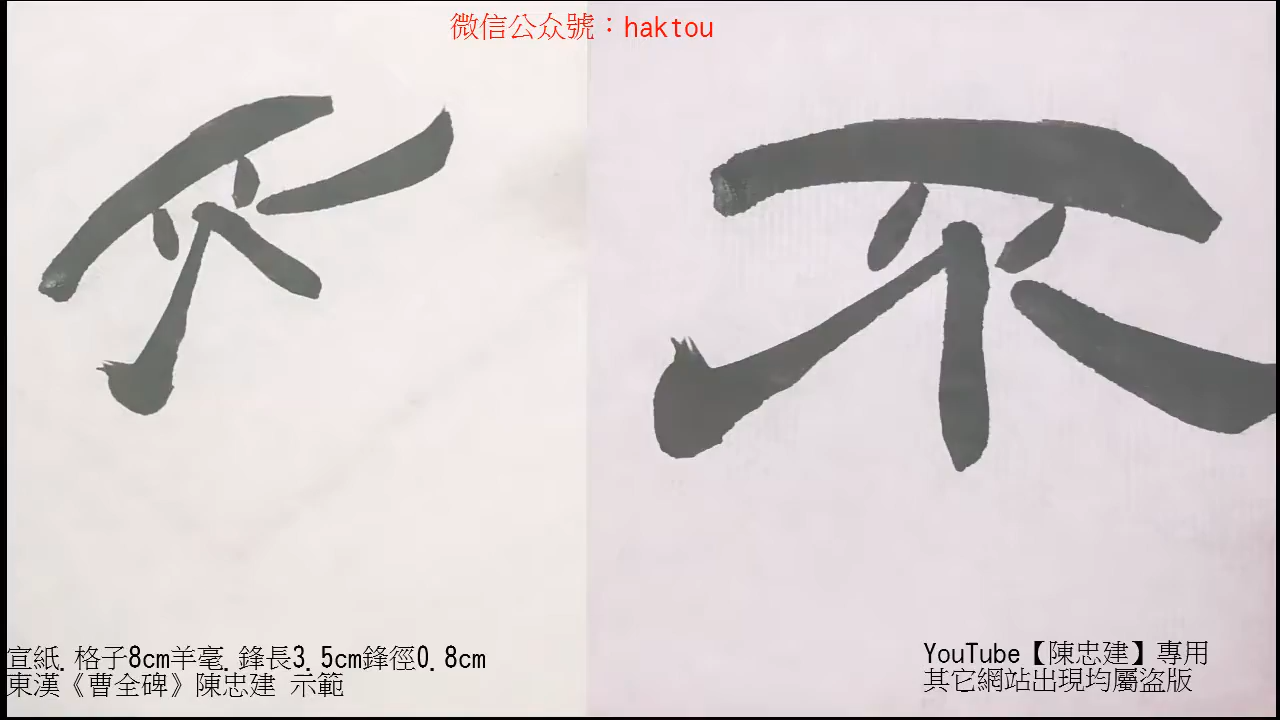 微信公众號：haktou
宣紙.格子8cm羊毫.鋒長3.5cm鋒徑0.8cm
東漢《曹全碑》陳忠建 示範
YouTube【陳忠建】專用
其它網站出現均屬盜版